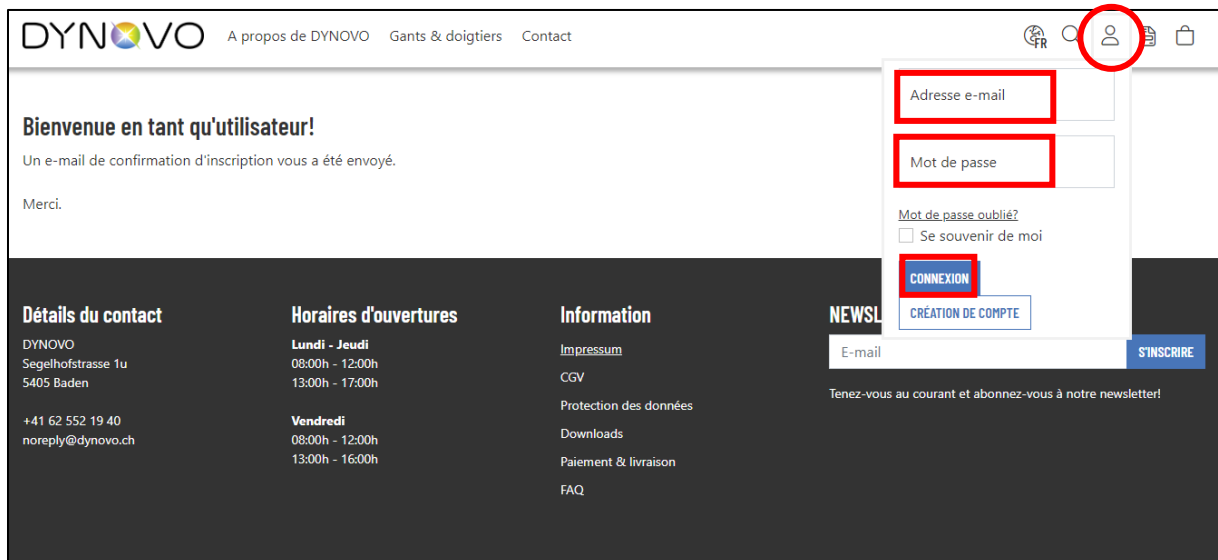 DYNOVO
A propos de DYNOVO Gants & doigtiers Contact
FR
Adresse e-mail
Mot de passe
Mot de passe oublié?
Se souvenir de moi
CONNEXION
CRÉATION DE COMPTE
Bienvenue en tant qu'utilisateur!
Un e-mail de confirmation d'inscription vous a été envoyé.
Merci.
Détails du contact
DYNOVO
Segelhofstrasse 1u
5405 Baden
+41 62 552 19 40
noreply@dynovo.ch
Horaires d'ouvertures
Lundi - Jeudi
08:00h - 12:00h
13:00h - 17:00h
Vendredi
08:00h - 12:00h
13:00h - 16:00h
Information
Impressum
CGV
Protection des données
Downloads
Paiement & livraison
FAQ
NEWSL
E-mail
S'INSCRIRE
Tenez-vous au courant et abonnez-vous à notre newsletter!